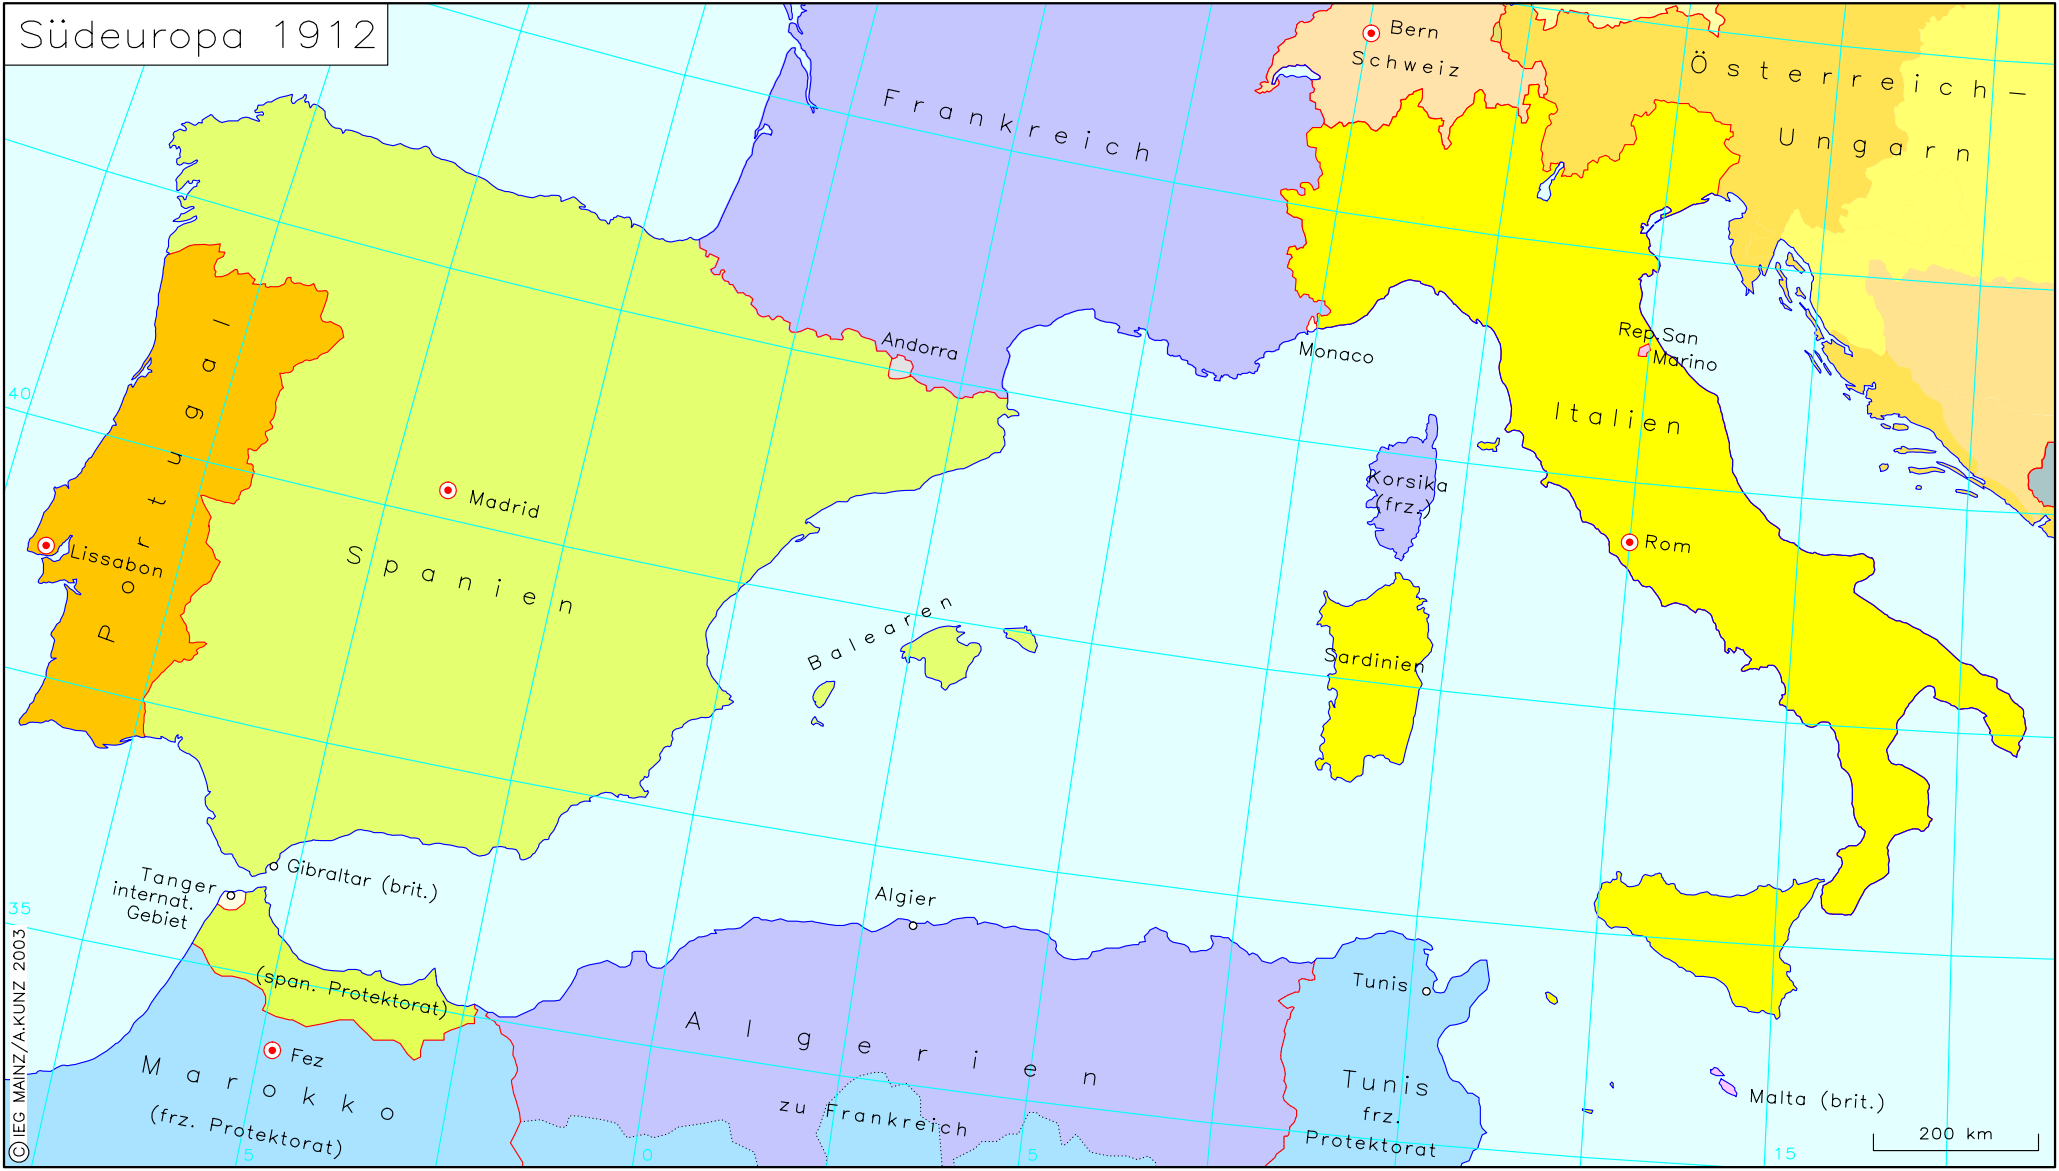 Südeuropa 1912
Bern
Schweiz
Österreich-
Ungarn
Frankreich
Andorra
Monaco
Rep.San
Marino
Italien
Portugal
40
Madrid
Korsika
(frz.)
Lissabon
Rom
Spanien
Balearen
Sardinien
Gibraltar (brit.)
Tanger
internat.
Gebiet
Algier
35
(span. Protektorat)
Tunis
Fez
Algerien
zu Frankreich
Marokko
(frz. Protektorat)
Tunis
frz.
Protektorat
Malta (brit.)
200 km
5
0
5
15
©IEG MAINZ/A.KUNZ 2003